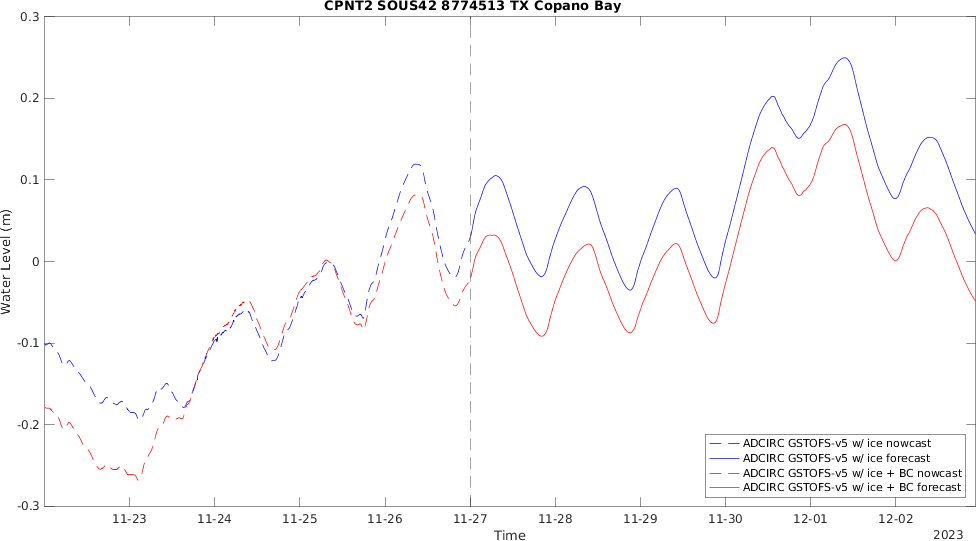 CPNT2 SOUS42 8774513 TX Copano Bay
0.3
0.2
0.1
0
-0.1
-0.2
-0.3
Water Level (m)
11-23 11-24 11-25 11-26 11-27 11-28 11-29 11-30 12-01 12-02
Time
2023
ADCIRC GSTOFS-v5 w/ ice nowcast
ADCIRC GSTOFS-v5 w/ ice forecast
ADCIRC GSTOFS-v5 w/ ice + BC nowcast
ADCIRC GSTOFS-v5 w/ ice + BC forecast